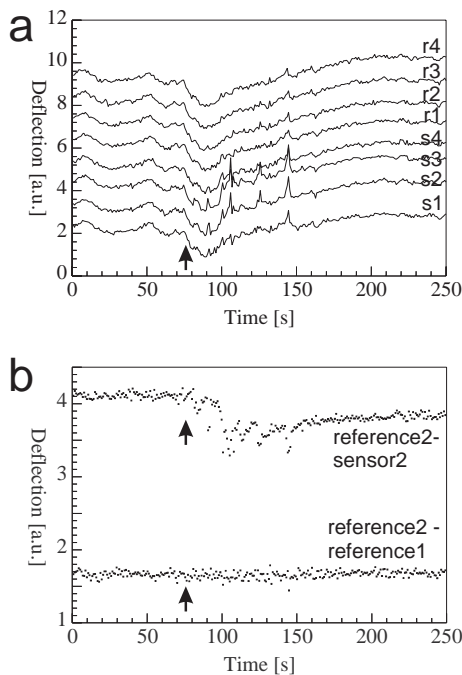 a
Deflection [a.u.]
12
10
8
6
4
2
0
r4
r3
r2
r1
s4
s3
s2
s1
0 50 100 150 200 250
Time [s]
b
Deflection [a.u.]
4
3
2
1
reference2-
sensor2
reference2 -
reference1
0 50 100 150 200 250
Time [s]